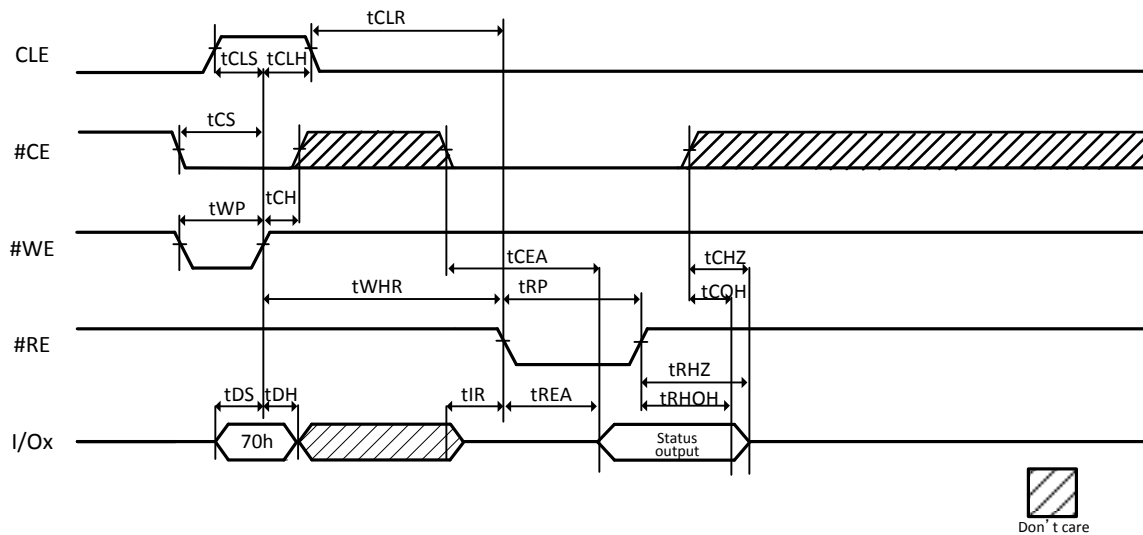 tCLR
CLE
tCLS
tCLH
tCS
#CE
tCH
tWP
#WE
tCHZ
tCEA
tCOH
tWHR
tRP
#RE
tRHZ
tDS
tDH
tIR
tREA
tRHOH
I/Ox
70h
Status
output
Don't care